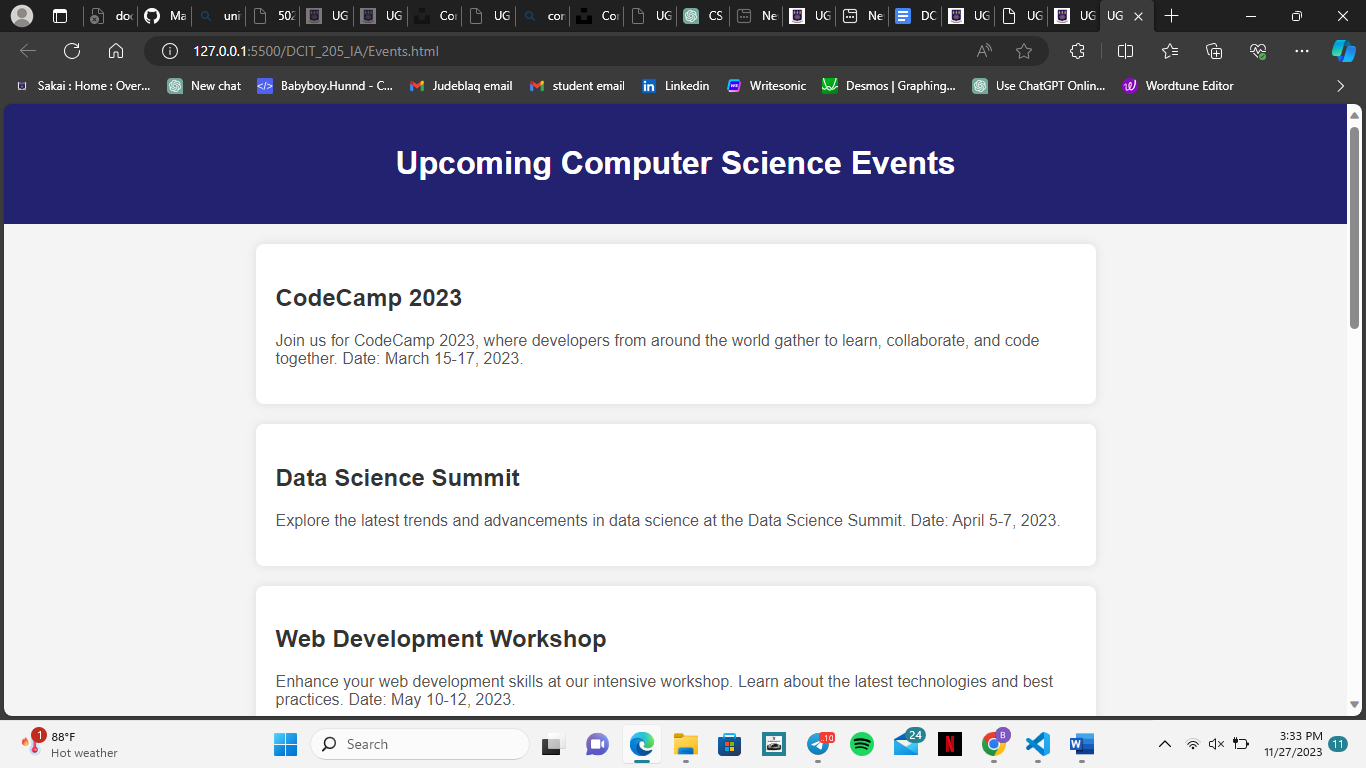 doc
Ma
uni
502
UG
UG
Cor
UG
cor
Cor
UG
CS
Ne
UG
Ne
DC
UG
UG
UG
UG
127.0.0.1:5500/DCIT_205_IA/Events.html
Sakai : Home : Over...
New chat
Babyboy.Hunnd - C...
Judeblaq email
student email
Linkedin
Writesonic
Desmos | Graphing...
Use ChatGPT Onlin...
Wordtune Editor
Upcoming Computer Science Events
CodeCamp 2023
Join us for CodeCamp 2023, where developers from around the world gather to learn, collaborate, and code
together. Date: March 15-17, 2023.
Data Science Summit
Explore the latest trends and advancements in data science at the Data Science Summit. Date: April 5-7, 2023.
Web Development Workshop
Enhance your web development skills at our intensive workshop. Learn about the latest technologies and best
practices. Date: May 10-12, 2023.
1
88°F
Hot weather
Search
10
24
B
3:33 PM
11/27/2023
11